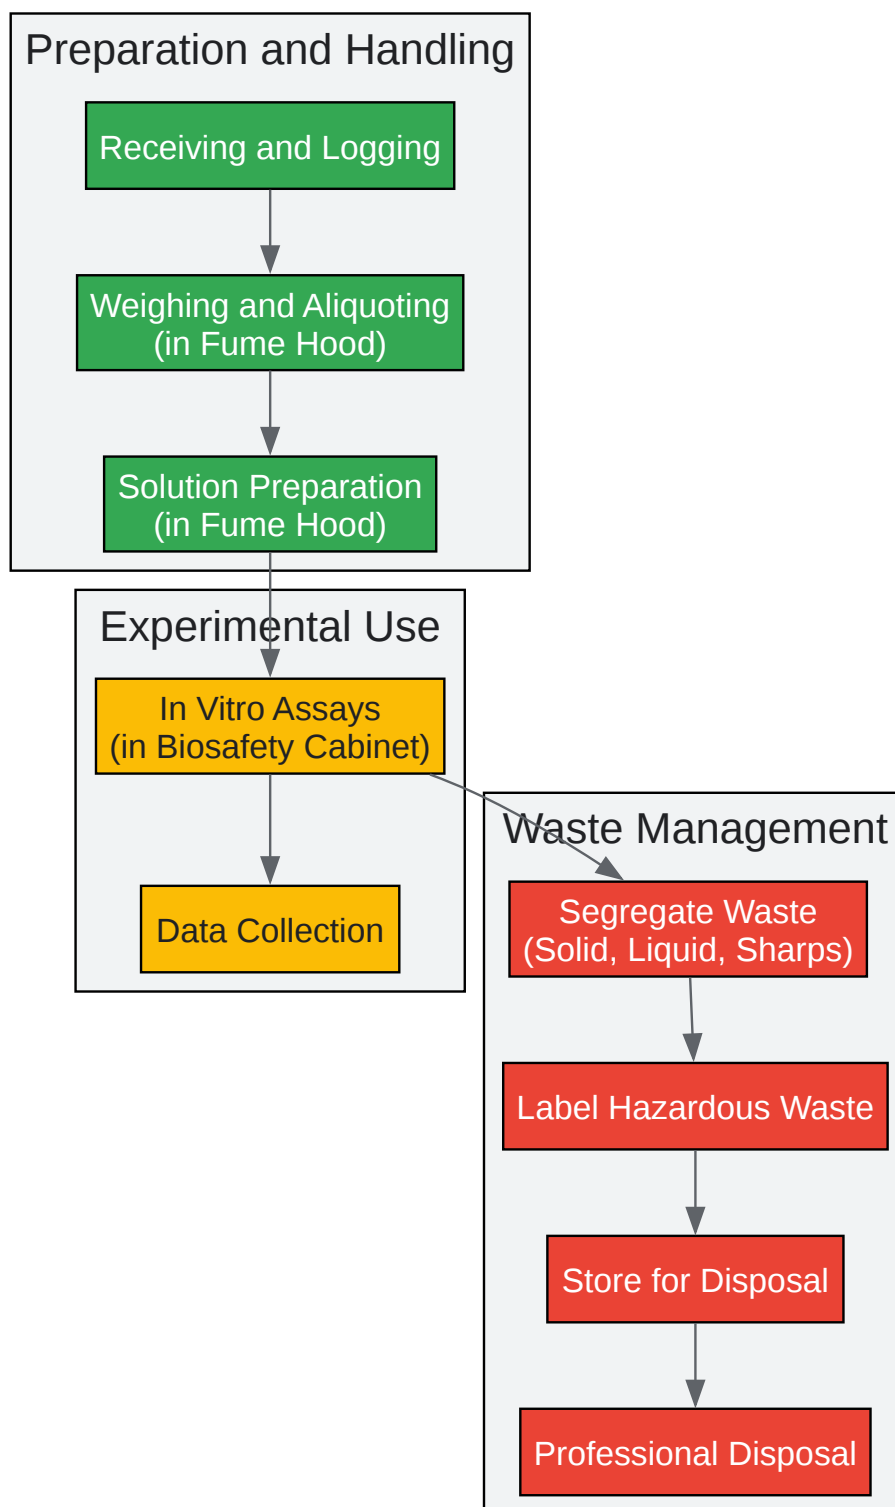 Preparation and Handling
Receiving and Logging
Weighing and Aliquoting
(in Fume Hood)
Solution Preparation
(in Fume Hood)
Experimental Use
In Vitro Assays
(in Biosafety Cabinet)
Data Collection
Waste Management
Segregate Waste
(Solid, Liquid, Sharps)
Label Hazardous Waste
Store for Disposal
Professional Disposal